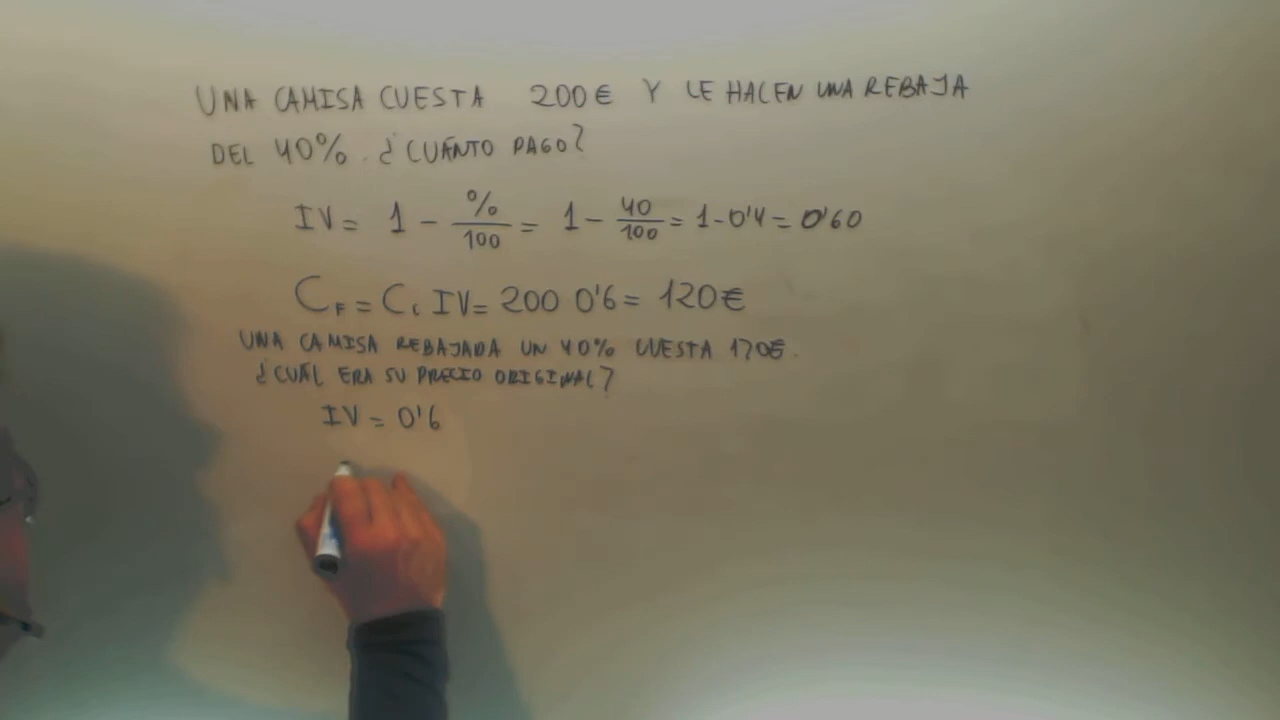 UNA CAMISA CUESTA 200€ Y LE HACEN UNA REBAJA
DEL 40%. ¿CUÁNTO PAGO?
IV = 1 - %/100 = 1 - 40/100 = 1-0'4 = 0'60
CF = Ci IV = 200 0'6 = 120€
UNA CAMISA REBAJADA UN 40% CUESTA 120€.
¿CUÁL ERA SU PRECIO ORIGINAL?
IV = 0'6